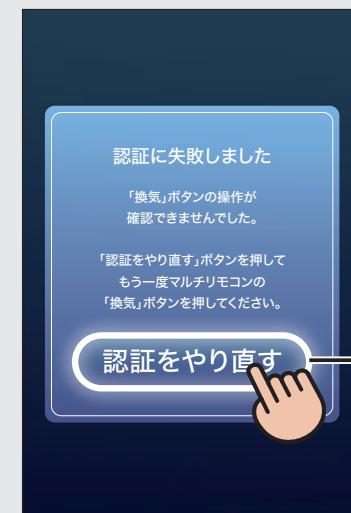 認証に失敗しました
「換気」ボタンの操作が
確認できませんでした。
「認証をやり直す」ボタンを押して
もう一度マルチリモコンの
「換気」ボタンを押してください。
認証をやり直す